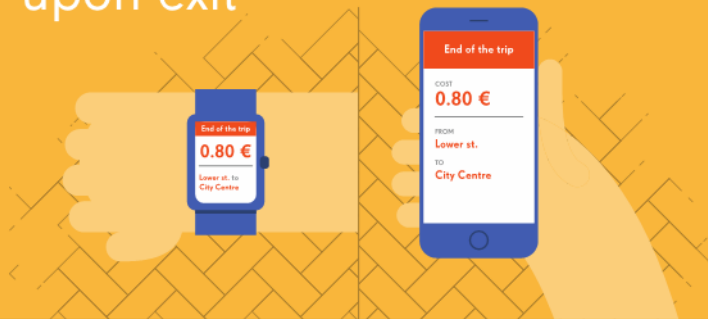 upon exit
End of the trip
0.80 €
Lower st. to
City Centre
End of the trip
COST
0.80 €
FROM
Lower st.
TO
City Centre